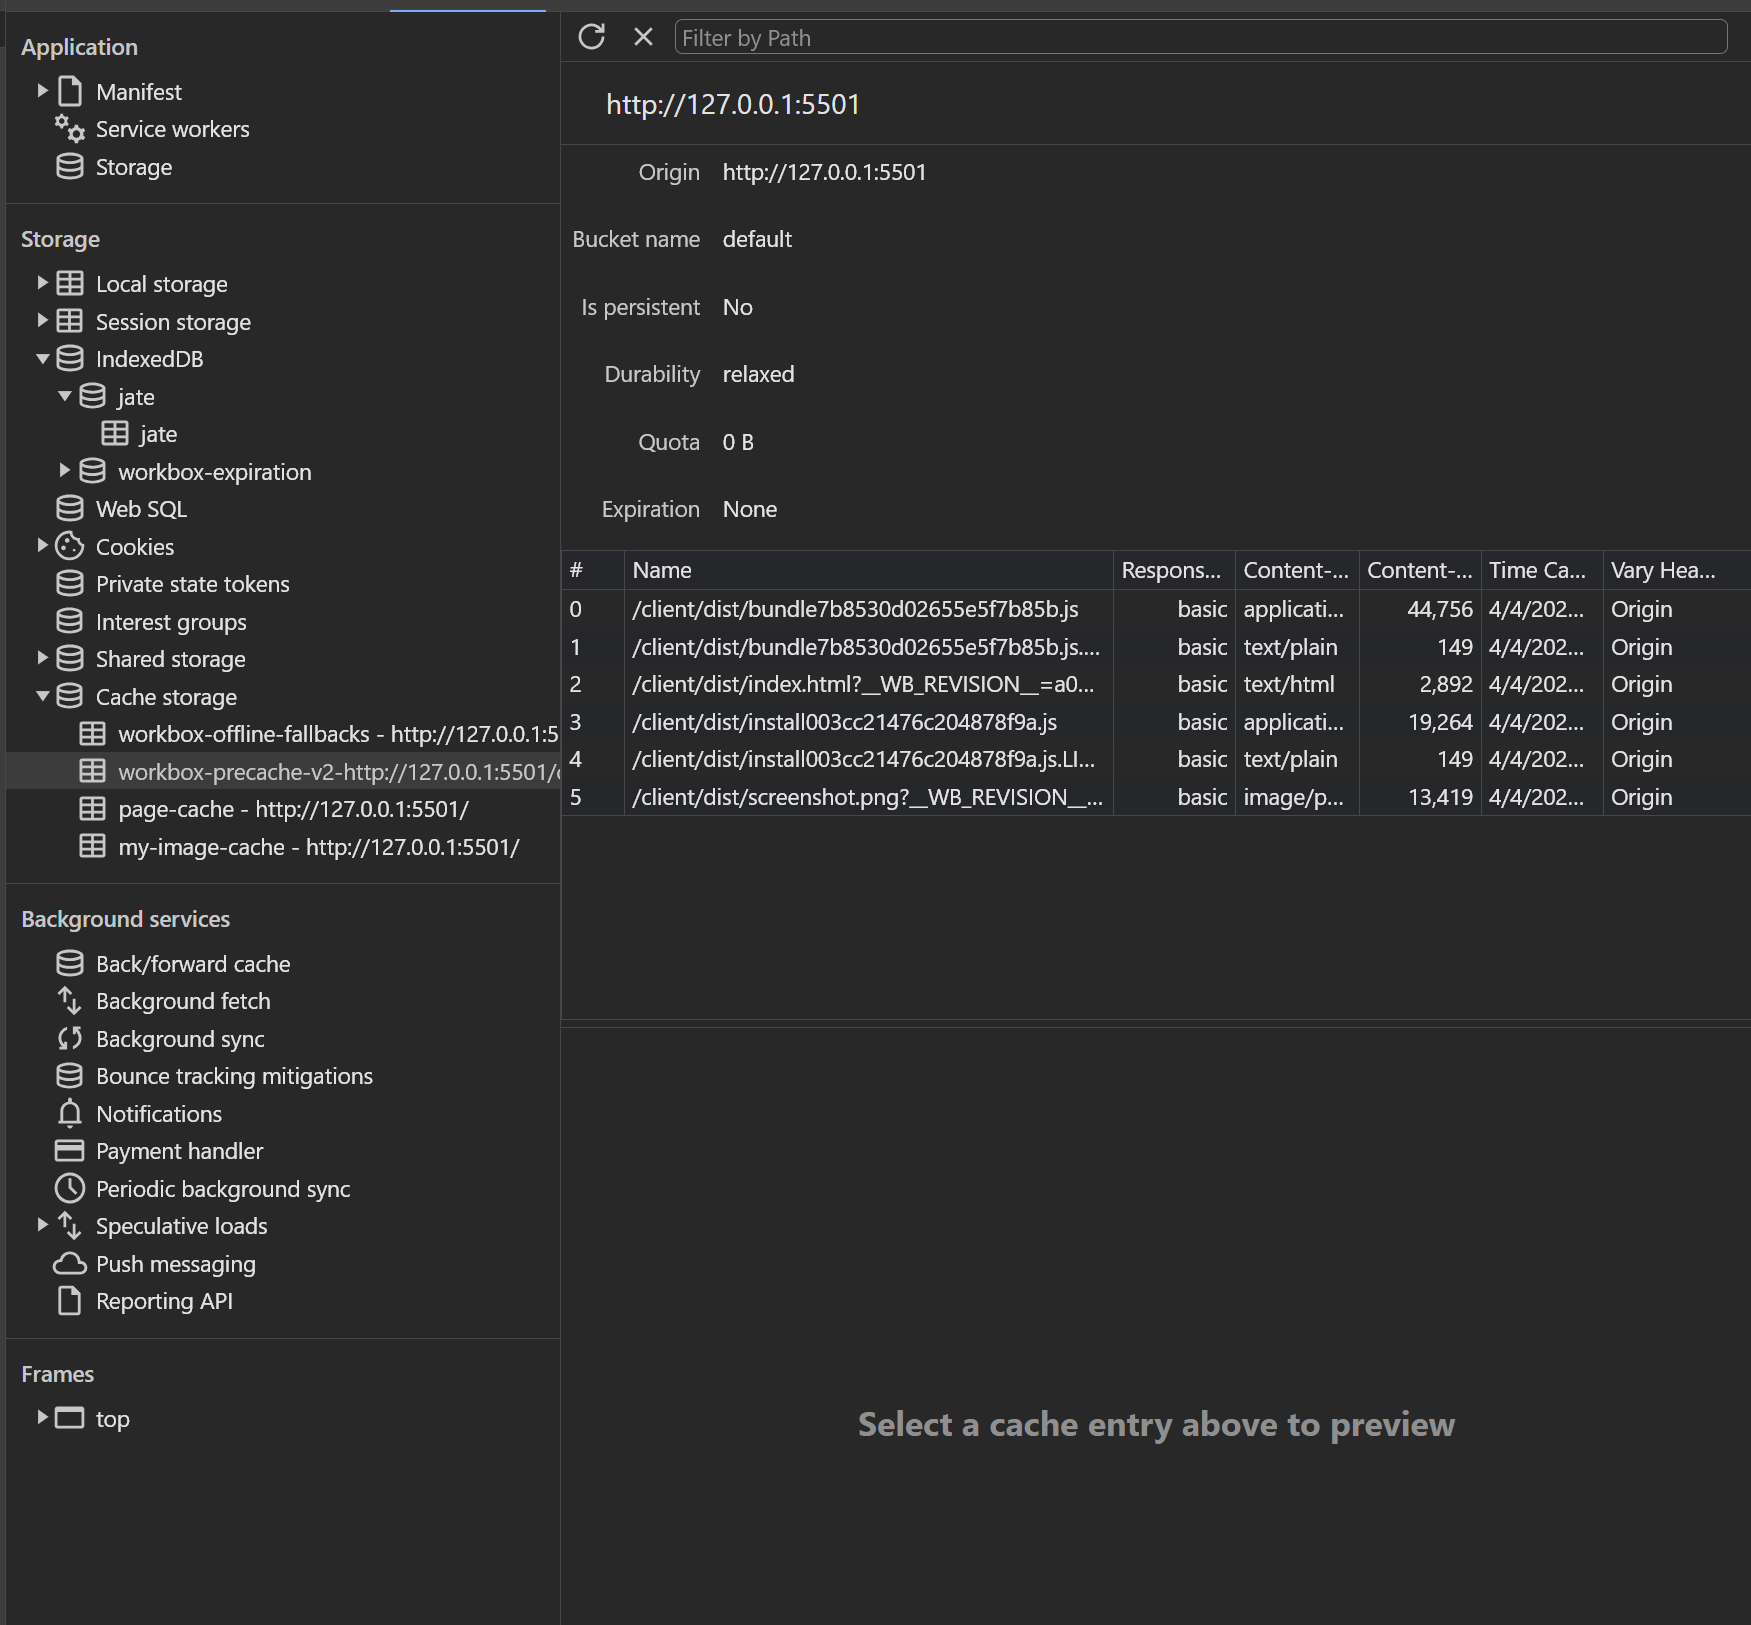 Application
Manifest
Service workers
Storage
Storage
Local storage
Session storage
IndexedDB
jate
jate
workbox-expiration
Web SQL
Cookies
Private state tokens
Interest groups
Shared storage
Cache storage
workbox-offline-fallbacks - http://127.0.0.1:5
workbox-precache-v2-http://127.0.0.1:5501/
page-cache - http://127.0.0.1:5501/
my-image-cache - http://127.0.0.1:5501/
Background services
Back/forward cache
Background fetch
Background sync
Bounce tracking mitigations
Notifications
Payment handler
Periodic background sync
Speculative loads
Push messaging
Reporting API
Frames
top
Filter by Path
http://127.0.0.1:5501
Origin http://127.0.0.1:5501
Bucket name default
Is persistent No
Durability relaxed
Quota 0 B
Expiration None
# Name Respons... Content-... Content-... Time Ca... Vary Hea...
0 /client/dist/bundle7b8530d02655e5f7b85b.js basic applicati... 44,756 4/4/202... Origin
1 /client/dist/bundle7b8530d02655e5f7b85b.js.... basic text/plain 149 4/4/202... Origin
2 /client/dist/index.html?__WB_REVISION__=a0... basic text/html 2,892 4/4/202... Origin
3 /client/dist/install003cc21476c204878f9a.js basic applicati... 19,264 4/4/202... Origin
4 /client/dist/install003cc21476c204878f9a.js.LI... basic text/plain 149 4/4/202... Origin
5 /client/dist/screenshot.png?__WB_REVISION__... basic image/p... 13,419 4/4/202... Origin
Select a cache entry above to preview